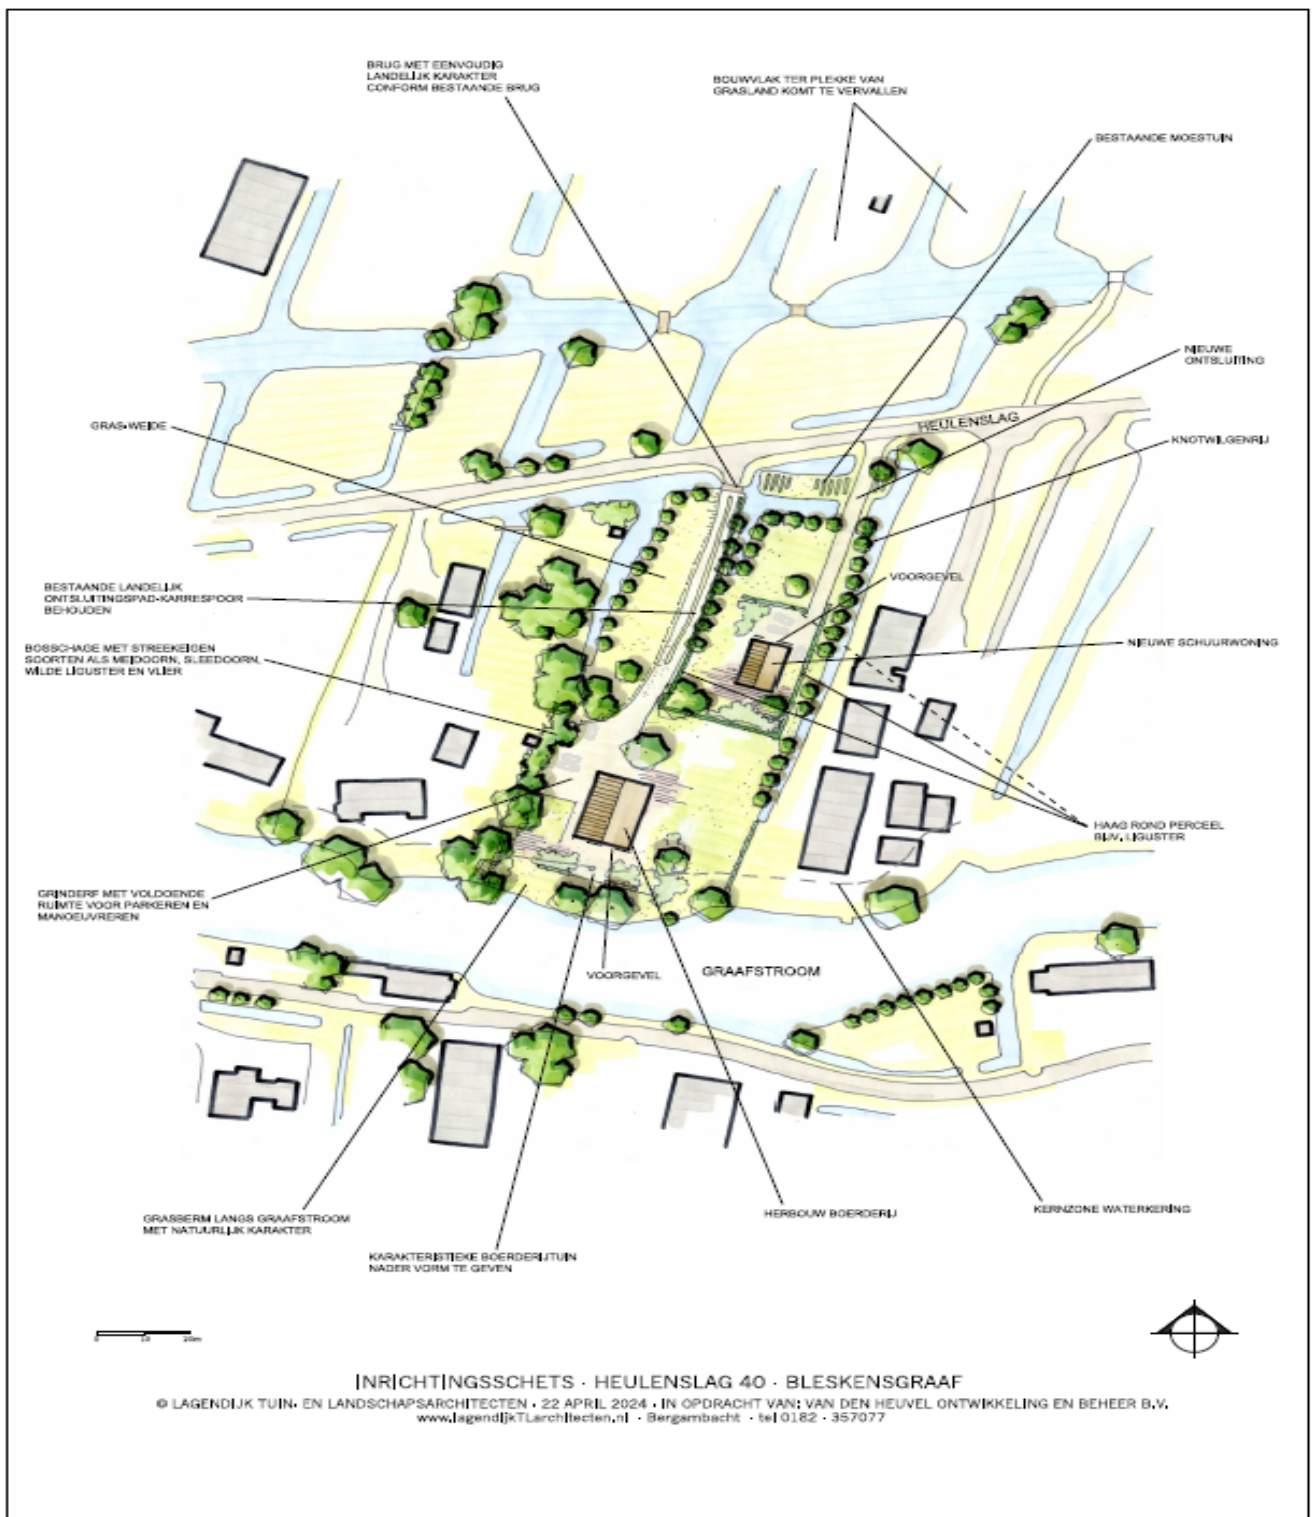 BRUG MET EENVOUDIG
LANDELIJK KARAKTER
CONFORM BESTAANDE BRUG
BOUWVLAK TER PLEKKE VAN
GRASLAND KOMT TE VERVALLEN
BESTAANDE MOESTUIN
NIEUWE
ONTSLUITING
HEULENSLAG
GRAS-WEIDE
KNOTWILGENRIJ
VOORGEVEL
BESTAANDE LANDELIJK
ONTSLUITINGSPAD-KARRESPOOR
BEHOUDEN
NIEUWE SCHUURWONING
BOSSCHAGE MET STREEKEIGEN
SOORTEN ALS MEIDOORN, SLEEDOORN,
WILDE LIGUSTER EN VLIER
HAAG ROND PERCEEL
BIJV. LIGUSTER
GRINDERF MET VOLDOENDE
RUIMTE VOOR PARKEREN EN
MANOEUVREREN
VOORGEVEL
GRAAFSTROOM
GRASBERM LANGS GRAAFSTROOM
MET NATUURLIJK KARAKTER
HERBOUW BOERDERIJ
KERNZONE WATERKERING
KARAKTERISTIEKE BOERDERIJTUIN
NADER VORM TE GEVEN
0 10 20m
INRICHTINGSSCHETS · HEULENSLAG 40 · BLESKENSGRAAF
© LAGENDIJK TUIN- EN LANDSCHAPSARCHITECTEN · 22 APRIL 2024 · IN OPDRACHT VAN: VAN DEN HEUVEL ONTWIKKELING EN BEHEER B.V.
www.lagendijkTLarchitecten.nl · Bergambacht · tel 0182 · 357077